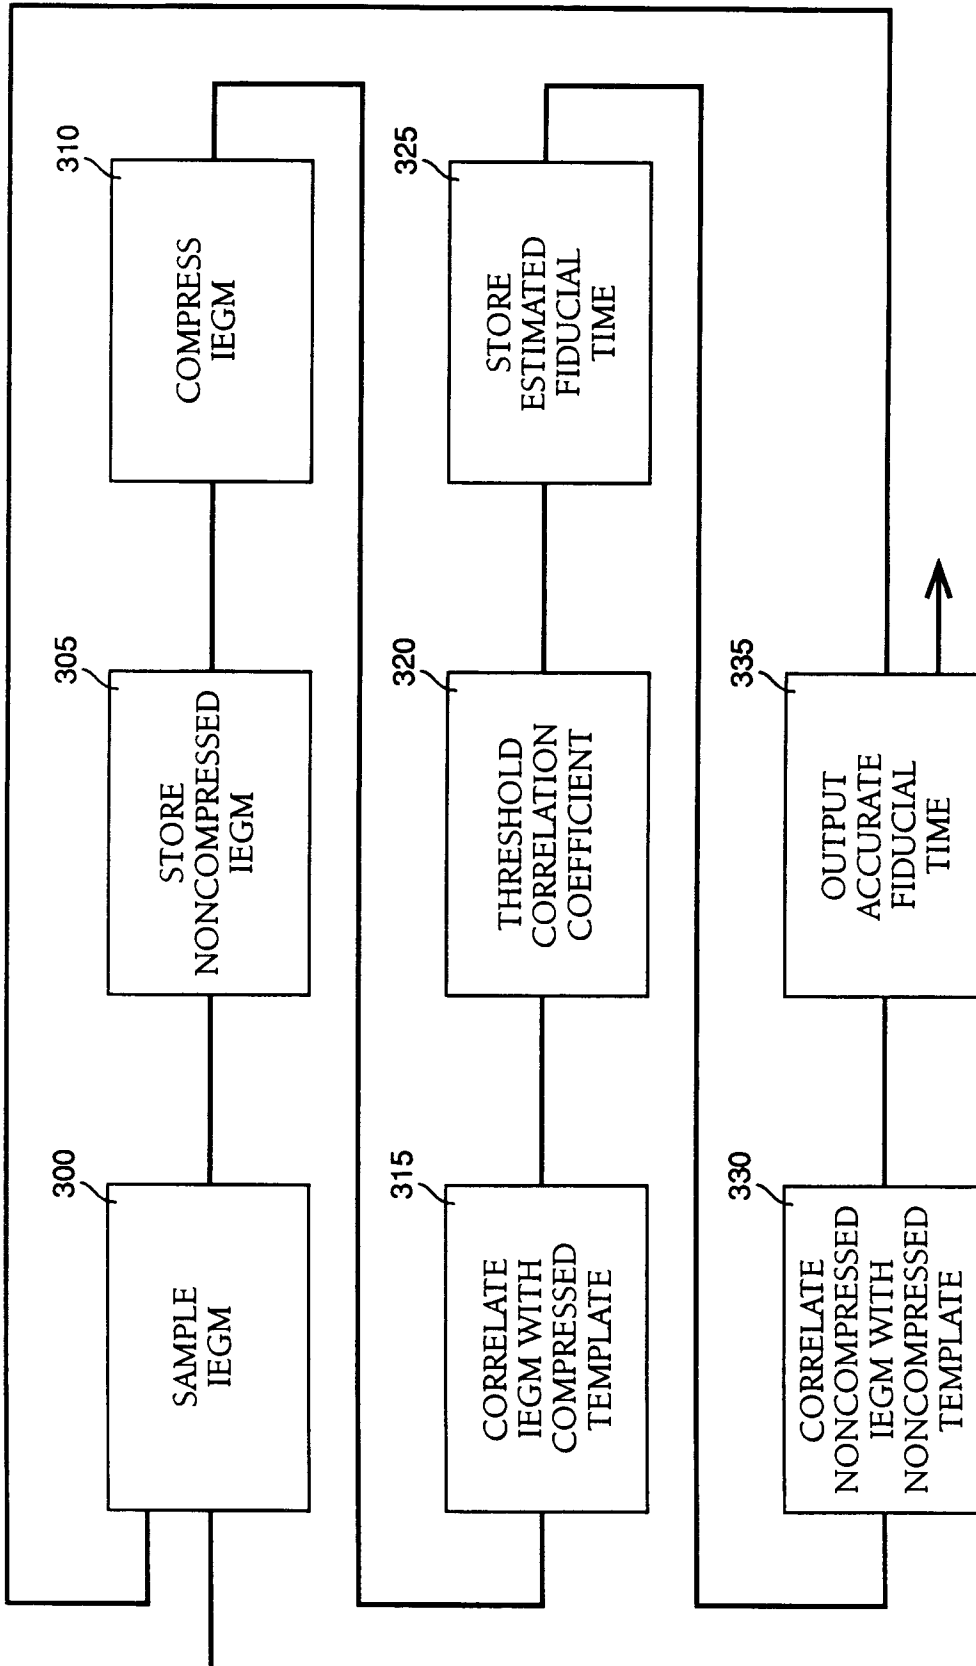 300
SAMPLE
IEGM
305
STORE
NONCOMPRESSED
IEGM
310
COMPRESS
IEGM
315
CORRELATE
IEGM WITH
COMPRESSED
TEMPLATE
320
THRESHOLD
CORRELATION
COEFFICIENT
325
STORE
ESTIMATED
FIDUCIAL
TIME
330
CORRELATE
NONCOMPRESSED
IEGM WITH
NONCOMPRESSED
TEMPLATE
335
OUTPUT
ACCURATE
FIDUCIAL
TIME